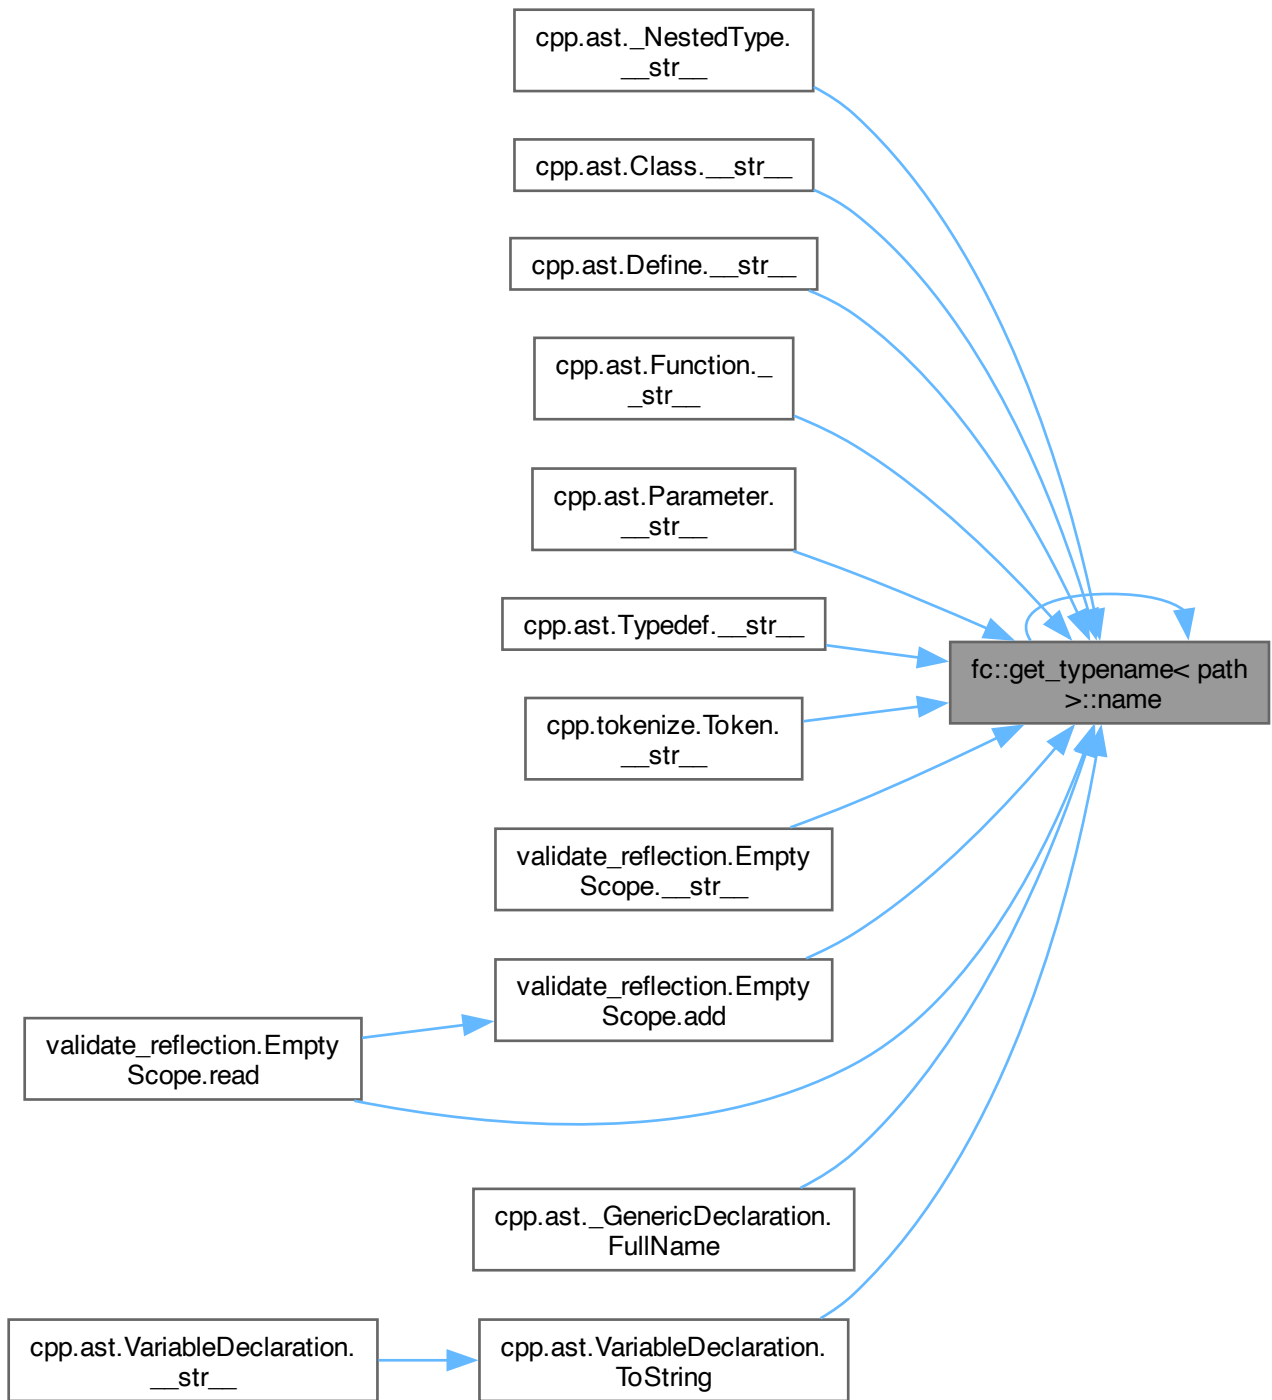 cpp.ast._NestedType.
__str__
cpp.ast.Class.__str__
cpp.ast.Define.__str__
cpp.ast.Function._
_str__
cpp.ast.Parameter.
__str__
cpp.ast.Typedef.__str__
fc::get_typename< path
>::name
cpp.tokenize.Token.
__str__
validate_reflection.Empty
Scope.__str__
validate_reflection.Empty
Scope.add
validate_reflection.Empty
Scope.read
cpp.ast._GenericDeclaration.
FullName
cpp.ast.VariableDeclaration.
__str__
cpp.ast.VariableDeclaration.
ToString